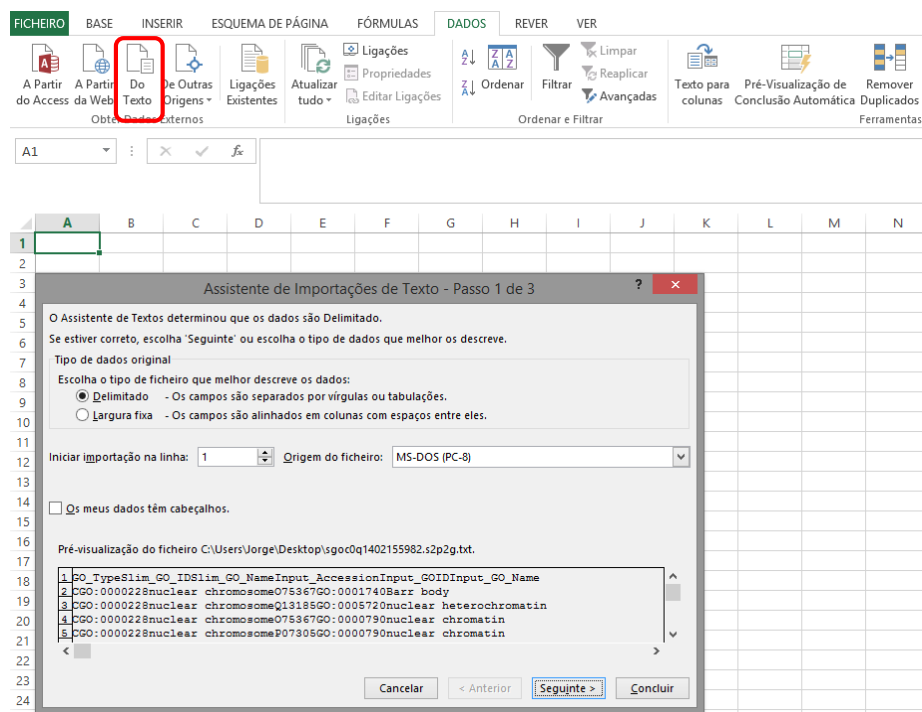 FICHEIRO BASE INSERIR ESQUEMA DE PÁGINA FÓRMULAS DADOS REVER VER
A Partir do Access
A Partir da Web
Do Texto
De Outras Origens
Obter Dados Externos
Ligações Existentes
Atualizar tudo
Ligações
Propriedades
Editar Ligações
Ligações
Ordenar
Filtrar
Limpar
Reaplicar
Avançadas
Ordenar e Filtrar
Texto para colunas
Pré-Visualização de Conclusão Automática
Remover Duplicados
Ferramentas
A1 fx
A B C D E F G H I J K L M N
1
2
3
4
5
6
7
8
9
10
11
12
13
14
15
16
17
18
19
20
21
22
23
24
Assistente de Importações de Texto - Passo 1 de 3 ? ×
O Assistente de Textos determinou que os dados são Delimitado.
Se estiver correto, escolha 'Seguinte' ou escolha o tipo de dados que melhor os descreve.
Tipo de dados original
Escolha o tipo de ficheiro que melhor descreve os dados:
Delimitado - Os campos são separados por vírgulas ou tabulações.
Largura fixa - Os campos são alinhados em colunas com espaços entre eles.
Iniciar importação na linha: 1 Origem do ficheiro: MS-DOS (PC-8)
Os meus dados têm cabeçalhos.
Pré-visualização do ficheiro C:\Users\Jorge\Desktop\sgoc0q1402155982.s2p2g.txt.
1 GO_TypeSlim_GO_IDSlim_GO_NameInput_AccessionInput_GOIDInput_GO_Name
2 CGO:0000228nuclear chromosomeO75367GO:0001740Barr body
3 CGO:0000228nuclear chromosomeQ13185GO:0005720nuclear heterochromatin
4 CGO:0000228nuclear chromosomeO75367GO:0000790nuclear chromatin
5 CGO:0000228nuclear chromosomeP07305GO:0000790nuclear chromatin
Cancelar < Anterior Seguinte > Concluir